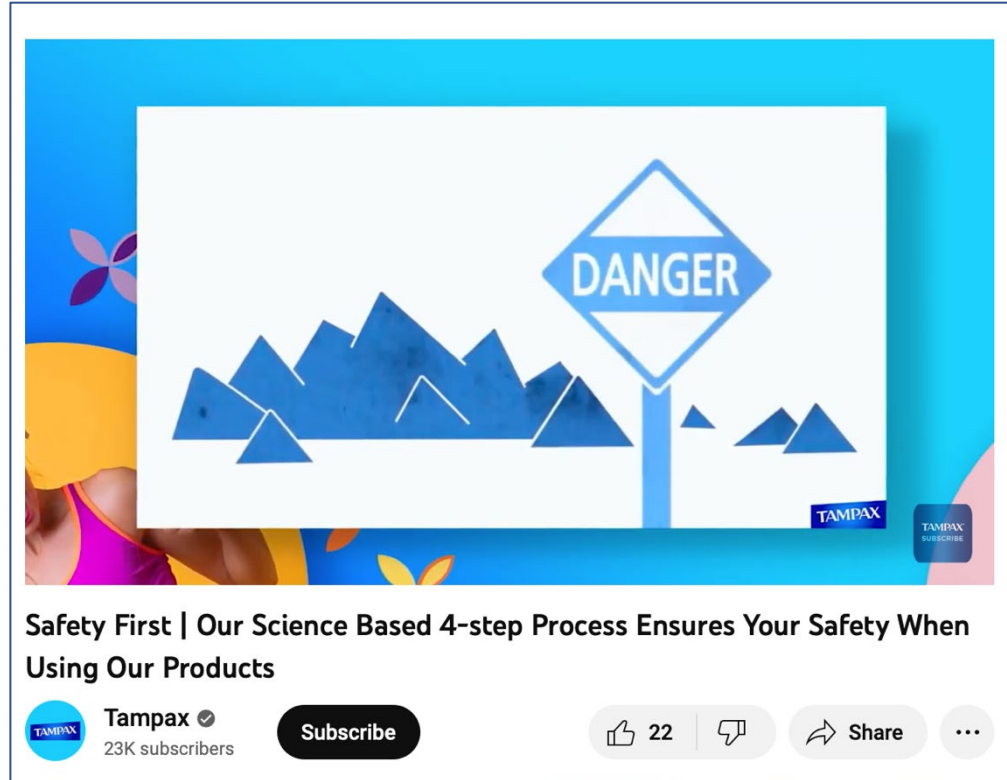 DANGER
TAMPAX
TAMPAX
SUBSCRIBE
Safety First | Our Science Based 4-step Process Ensures Your Safety When
Using Our Products
TAMPAX
Tampax
23K subscribers
Subscribe
22
Share